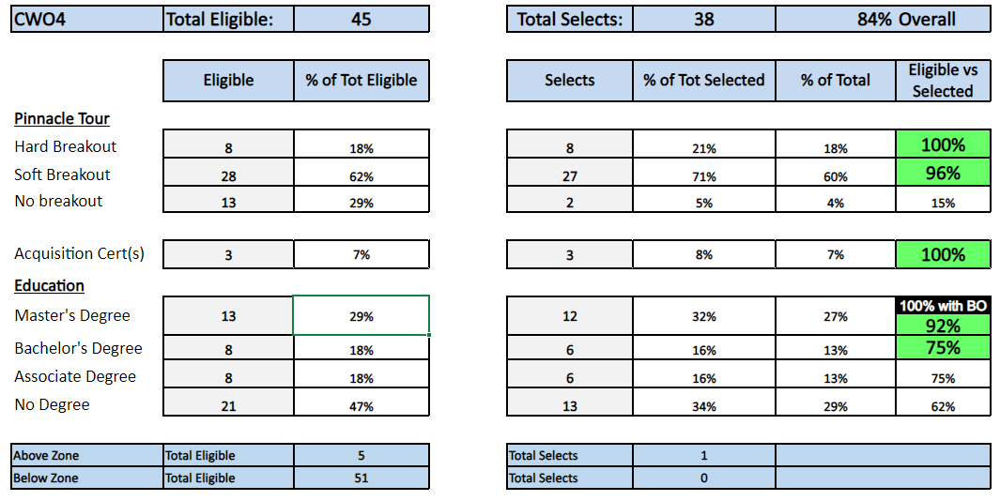 CWO4 Total Eligible: 45 Total Selects: 38 84% Overall
Eligible % of Tot Eligible Selects % of Tot Selected % of Total Eligible vs Selected
Pinnacle Tour
Hard Breakout 8 18% 8 21% 18% 100%
Soft Breakout 28 62% 27 71% 60% 96%
No breakout 13 29% 2 5% 4% 15%
Acquisition Cert(s) 3 7% 3 8% 7% 100%
Education
Master's Degree 13 29% 12 32% 27% 100% with BO 92%
Bachelor's Degree 8 18% 6 16% 13% 75%
Associate Degree 8 18% 6 16% 13% 75%
No Degree 21 47% 13 34% 29% 62%
Above Zone Total Eligible 5 Total Selects 1
Below Zone Total Eligible 51 Total Selects 0